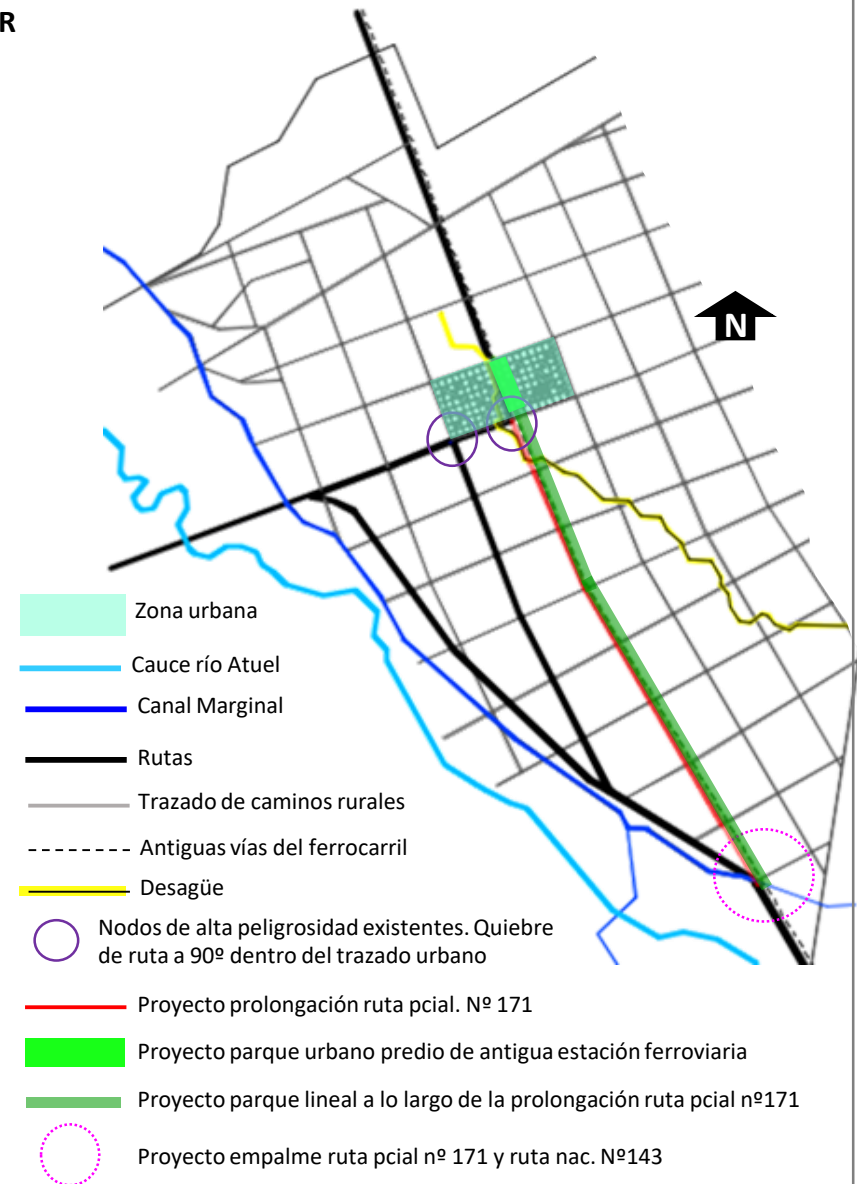 R
N
Zona urbana
Cauce río Atuel
Canal Marginal
Rutas
Trazado de caminos rurales
Antiguas vías del ferrocarril
Desagüe
Nodos de alta peligrosidad existentes. Quiebre
de ruta a 90º dentro del trazado urbano
Proyecto prolongación ruta pcial. Nº 171
Proyecto parque urbano predio de antigua estación ferroviaria
Proyecto parque lineal a lo largo de la prolongación ruta pcial nº171
Proyecto empalme ruta pcial nº 171 y ruta nac. Nº143